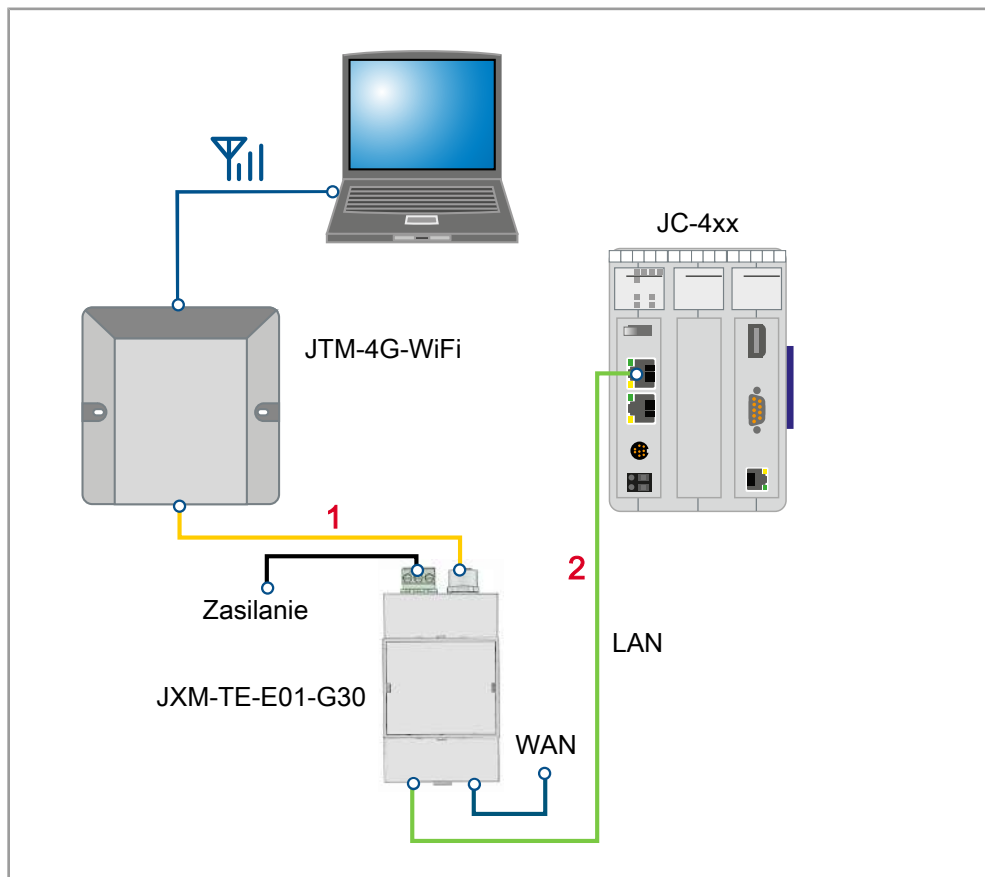 JC-4xx
JTM-4G-WiFi
1
2
Zasilanie
LAN
JXM-TE-E01-G30
WAN